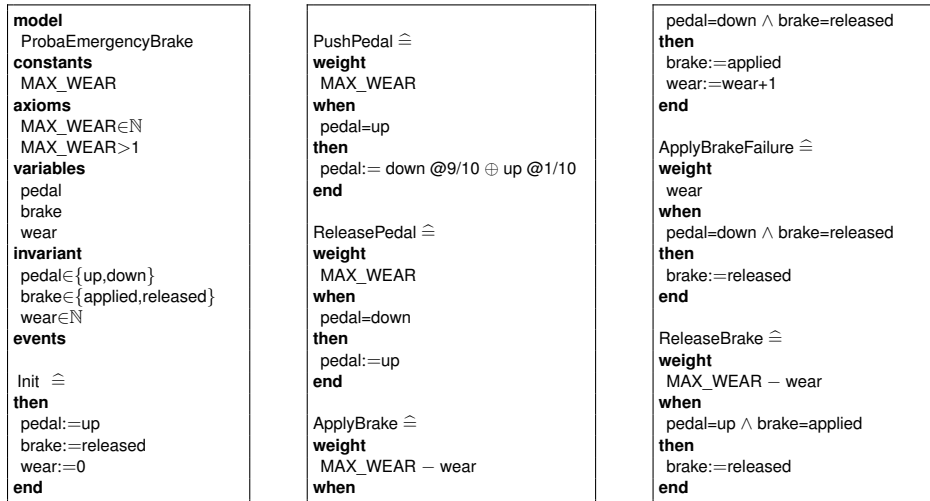 model
ProbaEmergencyBrake
constants
MAX_WEAR
axioms
MAX_WEAR∈ℕ
MAX_WEAR>1
variables
pedal
brake
wear
invariant
pedal∈{up,down}
brake∈{applied,released}
wear∈ℕ
events
Init ≙
then
pedal:=up
brake:=released
wear:=0
end
PushPedal ≙
weight
MAX_WEAR
when
pedal=up
then
pedal:= down @9/10 ⊕ up @1/10
end
ReleasePedal ≙
weight
MAX_WEAR
when
pedal=down
then
pedal:=up
end
ApplyBrake ≙
weight
MAX_WEAR − wear
when
pedal=down ∧ brake=released
then
brake:=applied
wear:=wear+1
end
ApplyBrakeFailure ≙
weight
wear
when
pedal=down ∧ brake=released
then
brake:=released
end
ReleaseBrake ≙
weight
MAX_WEAR − wear
when
pedal=up ∧ brake=applied
then
brake:=released
end